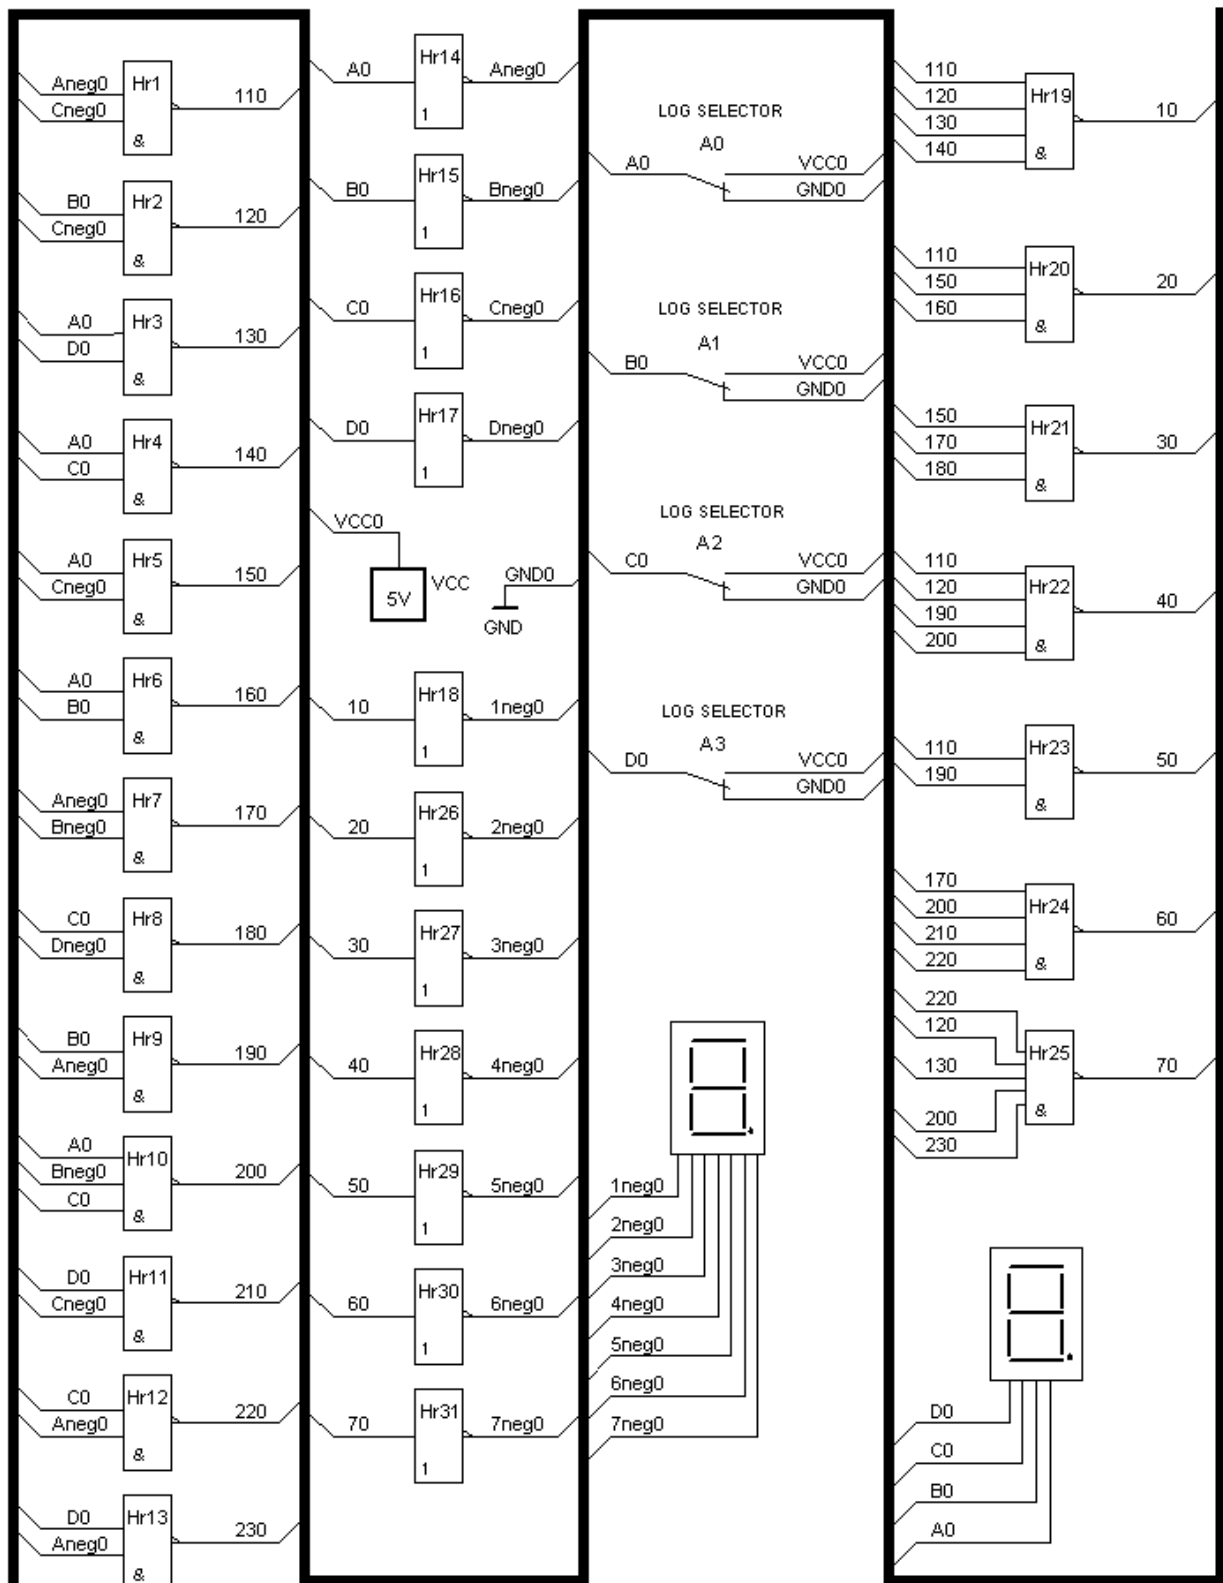 Aneg0
Cneg0
Hr1
&
110
B0
Cneg0
Hr2
&
120
A0
D0
Hr3
&
130
A0
C0
Hr4
&
140
A0
Cneg0
Hr5
&
150
A0
B0
Hr6
&
160
Aneg0
Bneg0
Hr7
&
170
C0
Dneg0
Hr8
&
180
B0
Aneg0
Hr9
&
190
A0
Bneg0
C0
Hr10
&
200
D0
Cneg0
Hr11
&
210
C0
Aneg0
Hr12
&
220
D0
Aneg0
Hr13
&
230
A0
Hr14
1
Aneg0
B0
Hr15
1
Bneg0
C0
Hr16
1
Cneg0
D0
Hr17
1
Dneg0
VCC0
5V
VCC
GND0
GND
10
Hr18
1
1neg0
20
Hr26
1
2neg0
30
Hr27
1
3neg0
40
Hr28
1
4neg0
50
Hr29
1
5neg0
60
Hr30
1
6neg0
70
Hr31
1
7neg0
LOG SELECTOR
A0
A0
VCC0
GND0
LOG SELECTOR
A1
B0
VCC0
GND0
LOG SELECTOR
A2
C0
VCC0
GND0
LOG SELECTOR
A3
D0
VCC0
GND0
1neg0
2neg0
3neg0
4neg0
5neg0
6neg0
7neg0
110
120
130
140
Hr19
&
10
110
150
160
Hr20
&
20
150
170
180
Hr21
&
30
110
120
190
200
Hr22
&
40
110
190
Hr23
&
50
170
200
210
220
Hr24
&
60
220
120
130
200
230
Hr25
&
70
D0
C0
B0
A0